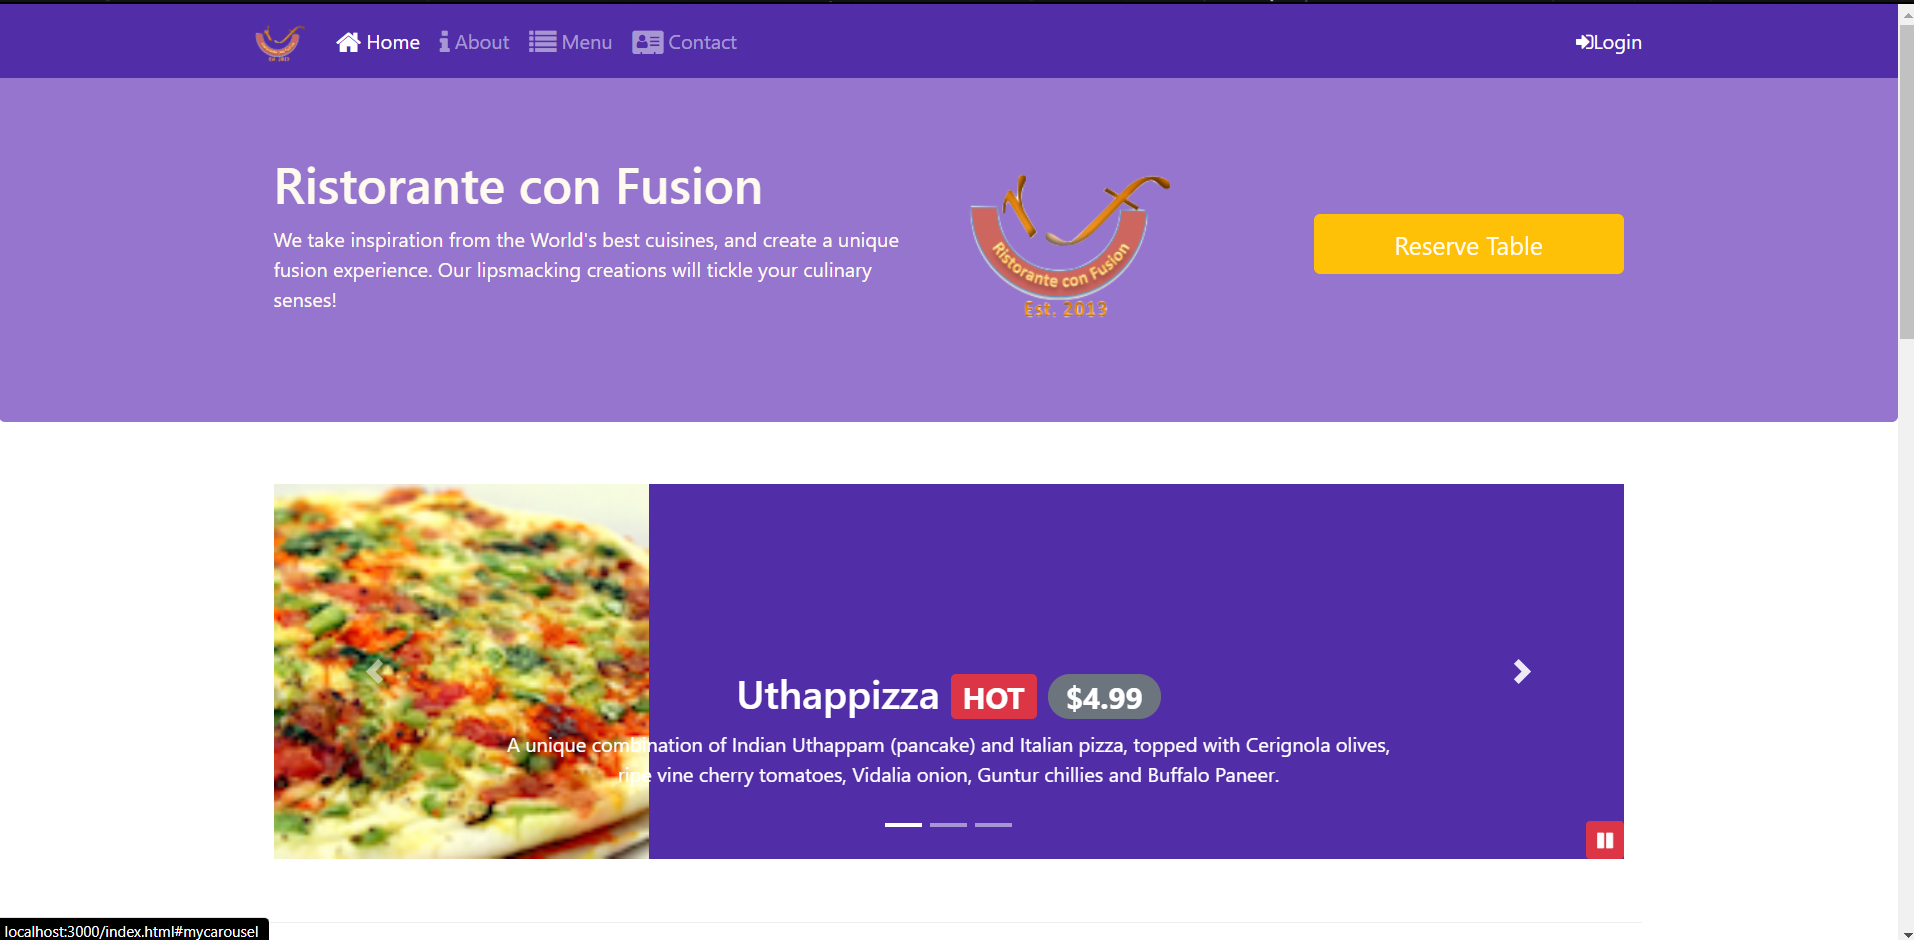 Est. 2013
Home
About
Menu
Contact
Login
Ristorante con Fusion
We take inspiration from the World's best cuisines, and create a unique
fusion experience. Our lipsmacking creations will tickle your culinary
senses!
Ristorante con Fusion
Est. 2013
Reserve Table
Uthappizza HOT $4.99
A unique combination of Indian Uthappam (pancake) and Italian pizza, topped with Cerignola olives,
ripe vine cherry tomatoes, Vidalia onion, Guntur chillies and Buffalo Paneer.
localhost:3000/index.html#mycarousel